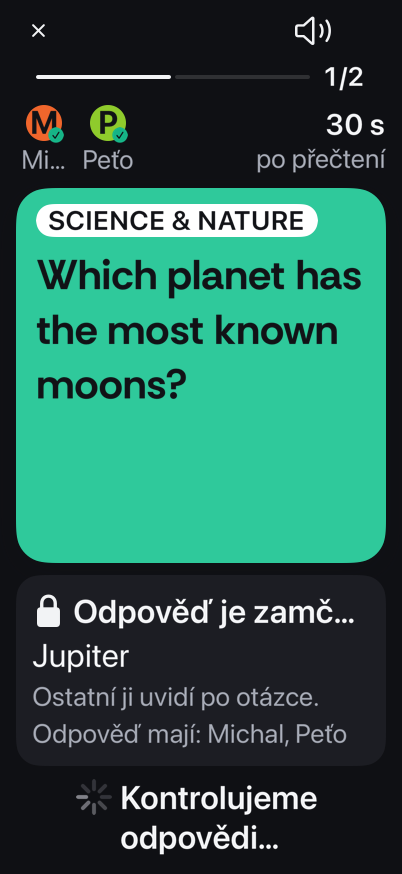 1/2
M
P
30 s
Mi...
Peťo
po přečtení
SCIENCE & NATURE
Which planet has
the most known
moons?
Odpověď je zamč...
Jupiter
Ostatní ji uvidí po otázce.
Odpověď mají: Michal, Peťo
Kontrolujeme
odpovědi...